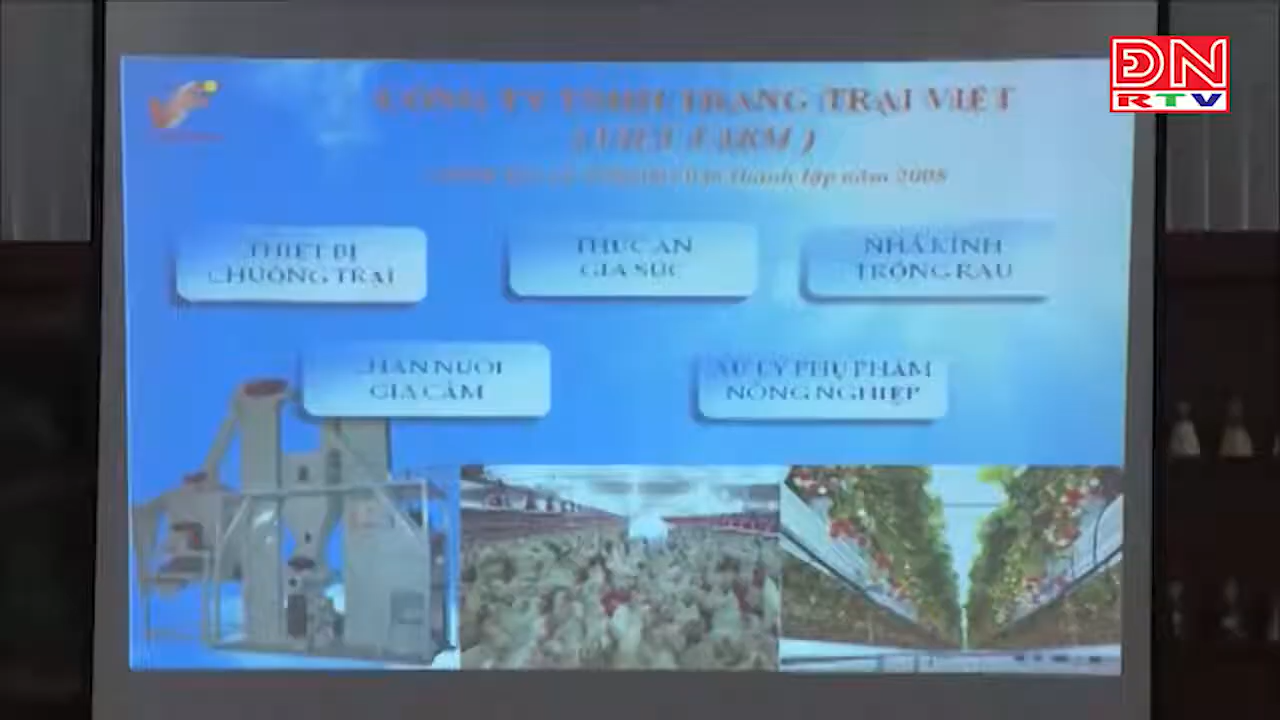 ĐN
RTV
CÔNG TY TNHH TRANG TRẠI VIỆT
( VIET FARM )
thành lập năm 2008
THIẾT BỊ
CHUỒNG TRẠI
THỨC ĂN
GIA SÚC
NHÀ KÍNH
TRỒNG RAU
CHĂN NUÔI
GIA CẦM
XỬ LÝ PHỤ PHẨM
NÔNG NGHIỆP